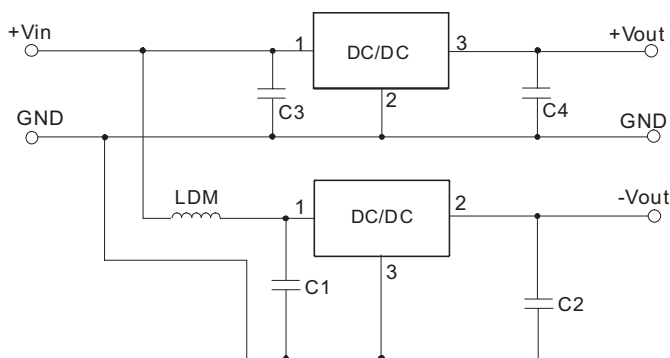 +Vin
1
DC/DC
3
+Vout
C3
2
C4
GND
GND
LDM
1
DC/DC
2
-Vout
3
C1
C2